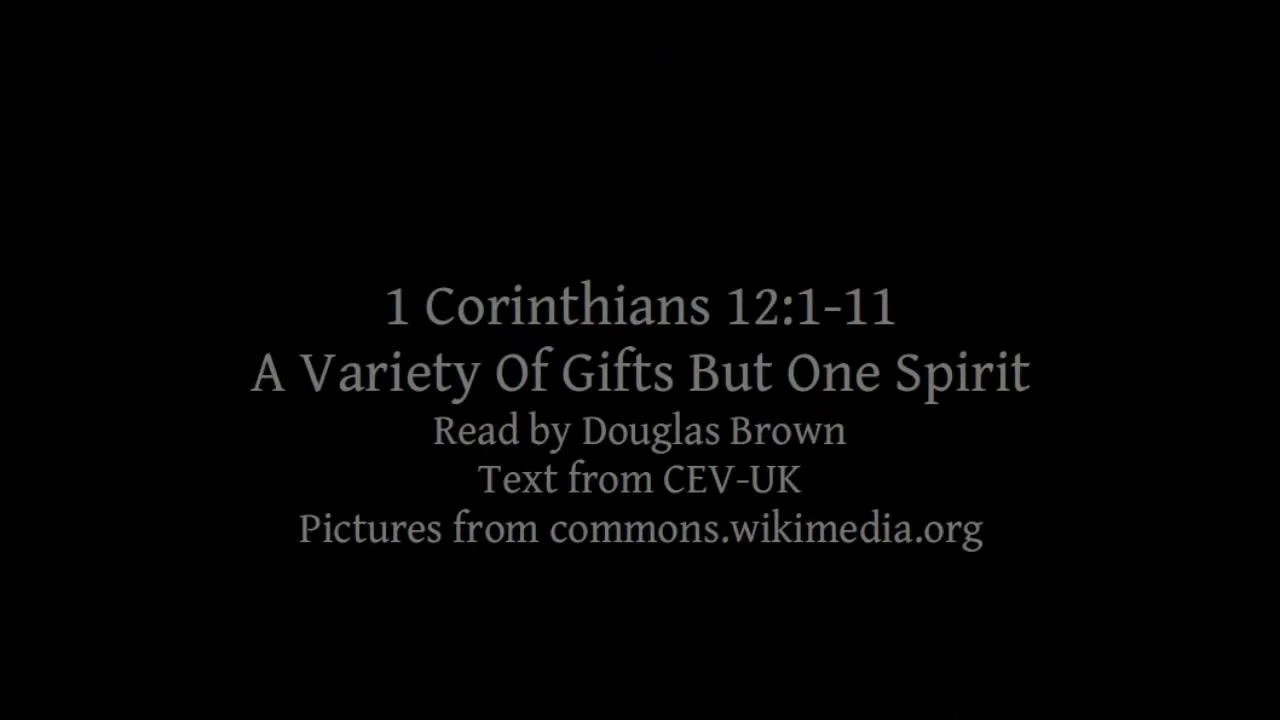 1 Corinthians 12:1-11
A Variety Of Gifts But One Spirit
Read by Douglas Brown
Text from CEV-UK
Pictures from commons.wikimedia.org